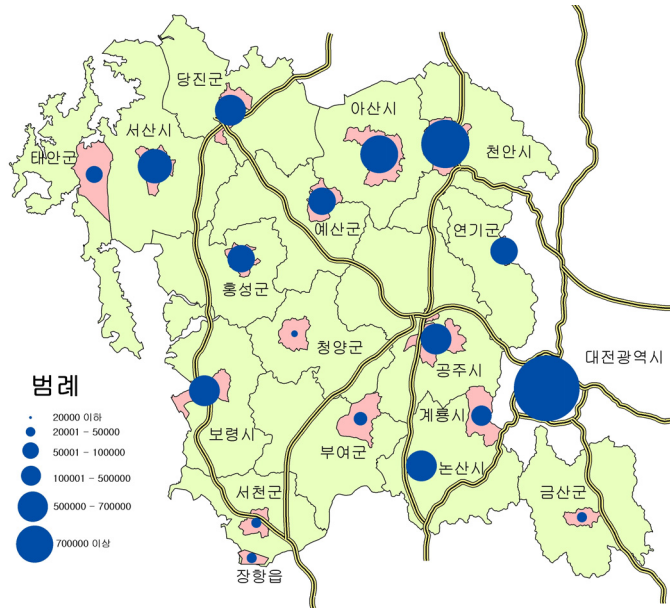 당진군
아산시
서산시
천안시
태안군
예산군
연기군
홍성군
청양군
대전광역시
공주시
범례
20000 이하
20001 - 50000
50001 - 100000
100001 - 500000
500000 - 700000
700000 이상
계룡시
보령시
부여군
논산시
서천군
금산군
장항읍